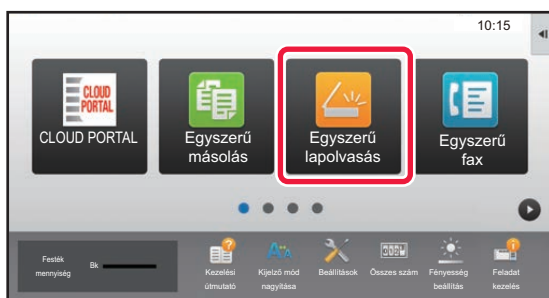 10:15
CLOUD
PORTAL
CLOUD PORTAL
Egyszerű
másolás
Egyszerű
lapolvasás
Egyszerű
fax
Festék
mennyiség
Bk
Kezelési
útmutató
Kijelző mód
nagyítása
Beállítások
Összes szám
Fényesség
beállítás
Feladat
kezelés